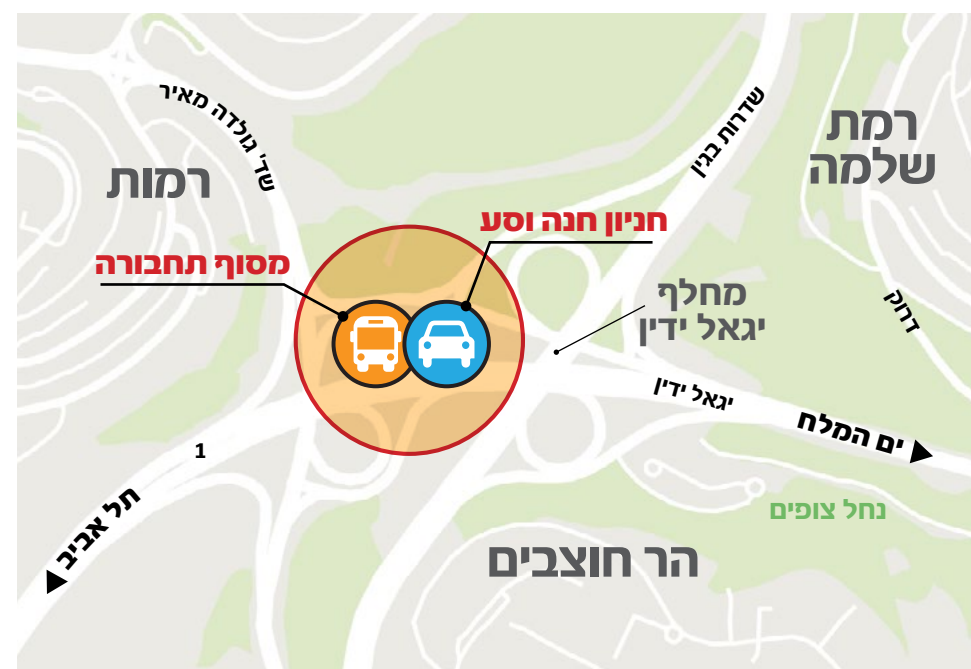 שד' גולדה מאיר
שדרות בגין
רמת
שלמה
רמות
חניון חנה וסע
מסוף תחבורה
מחלף
יגאל ידין
דרוק
יגאל ידין
ים המלח
1
תל אביב
נחל צופים
הר חוצבים